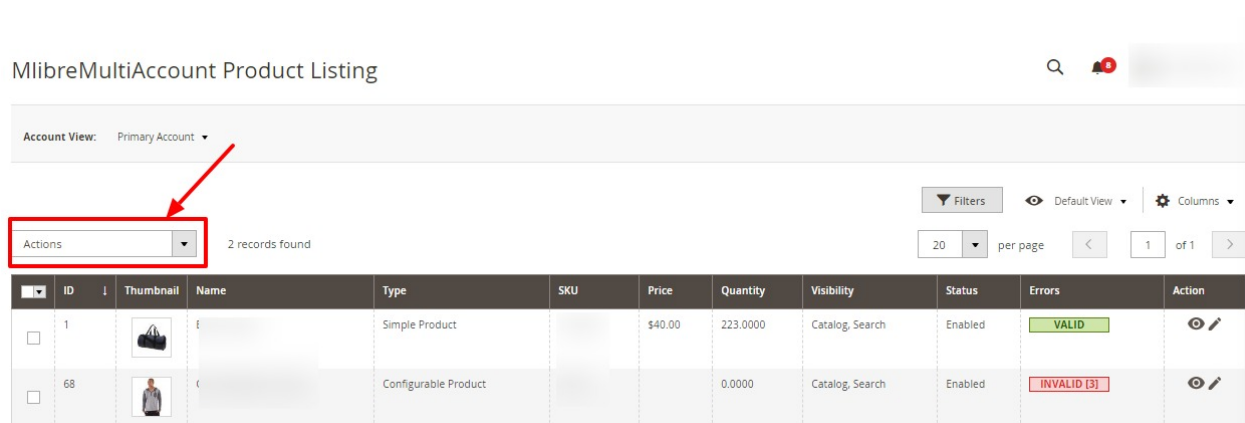 MlibreMultiAccount Product Listing
8
Account View: Primary Account
Filters Default View Columns
Actions 2 records found 20 per page 1 of 1
ID Thumbnail Name Type SKU Price Quantity Visibility Status Errors Action
1 Simple Product $40.00 223.0000 Catalog, Search Enabled VALID
68 Configurable Product 0.0000 Catalog, Search Enabled INVALID [3]